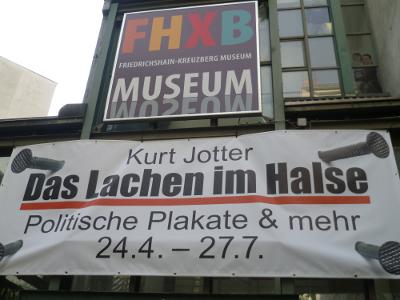 FHXB
FRIEDRICHSHAIN-KREUZBERG MUSEUM
MUSEUM
Kurt Jotter
Das Lachen im Halse
Politische Plakate & mehr
24.4. – 27.7.